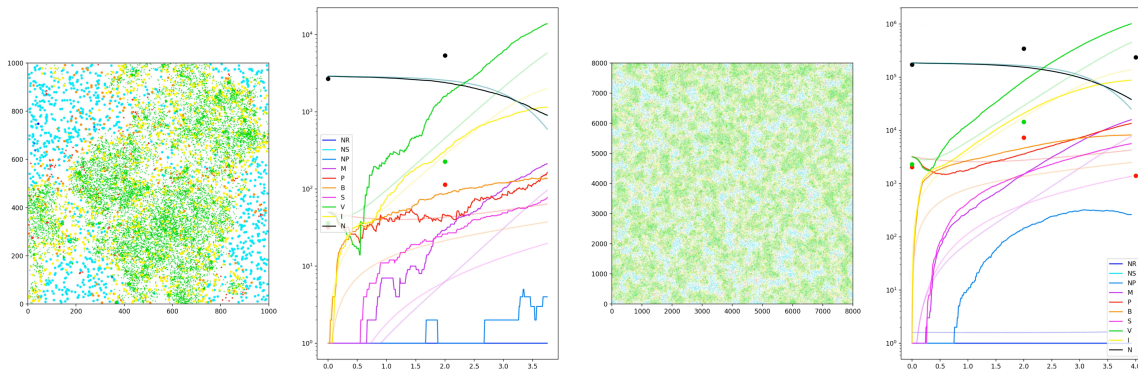 1000
800
600
400
200
0
0 200 400 600 800 1000
10⁴
10³
10²
10¹
10⁰
NR
NS
NP
M
P
B
S
V
I
N
0.0 0.5 1.0 1.5 2.0 2.5 3.0 3.5
8000
7000
6000
5000
4000
3000
2000
1000
0
0 1000 2000 3000 4000 5000 6000 7000 8000
10⁶
10⁵
10⁴
10³
10²
10¹
10⁰
NR
NS
NP
M
P
B
S
V
I
N
0.0 0.5 1.0 1.5 2.0 2.5 3.0 3.5 4.0